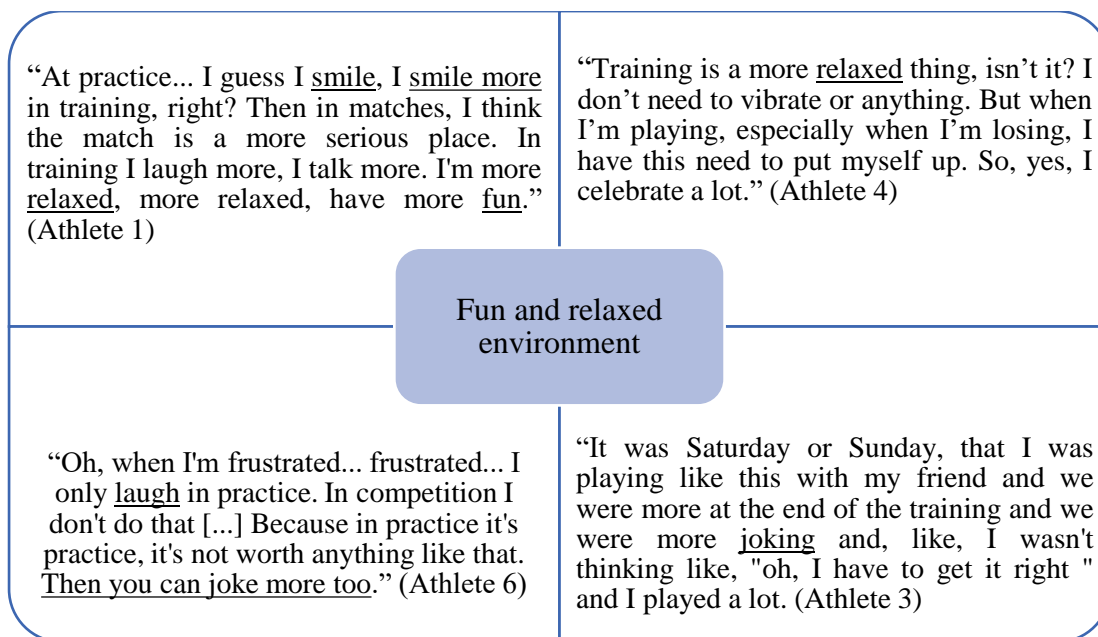 “At practice... I guess I smile, I smile more
in training, right? Then in matches, I think
the match is a more serious place. In
training I laugh more, I talk more. I'm more
relaxed, more relaxed, have more fun.”
(Athlete 1)
“Training is a more relaxed thing, isn’t it? I
don’t need to vibrate or anything. But when
I’m playing, especially when I’m losing, I
have this need to put myself up. So, yes, I
celebrate a lot.” (Athlete 4)
Fun and relaxed
environment
“Oh, when I'm frustrated... frustrated... I
only laugh in practice. In competition I
don't do that [...] Because in practice it's
practice, it's not worth anything like that.
Then you can joke more too.” (Athlete 6)
“It was Saturday or Sunday, that I was
playing like this with my friend and we
were more at the end of the training and we
were more joking and, like, I wasn't
thinking like, "oh, I have to get it right "
and I played a lot. (Athlete 3)